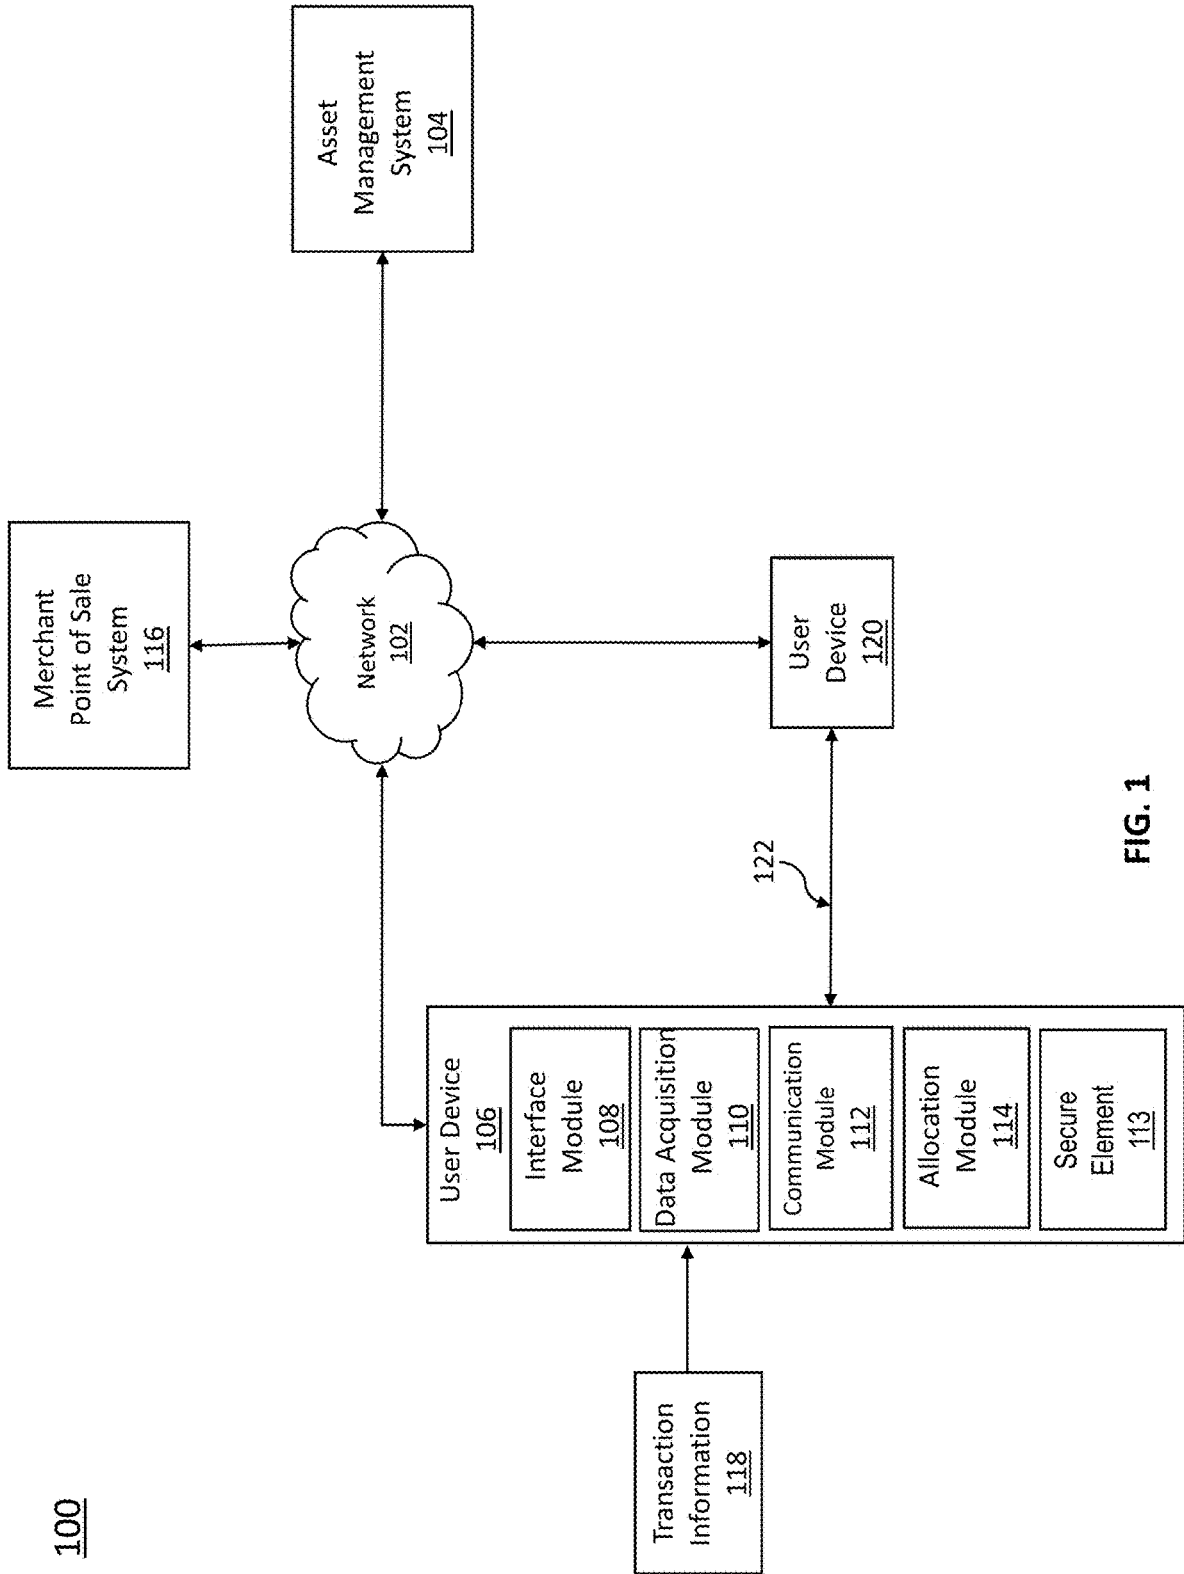 100
Merchant
Point of Sale
System
116
Network
102
Asset
Management
System
104
User Device
106
Interface
Module
108
Data Acquisition
Module
110
Communication
Module
112
Allocation
Module
114
Secure
Element
113
Transaction
Information
118
122
User
Device
120
FIG. 1